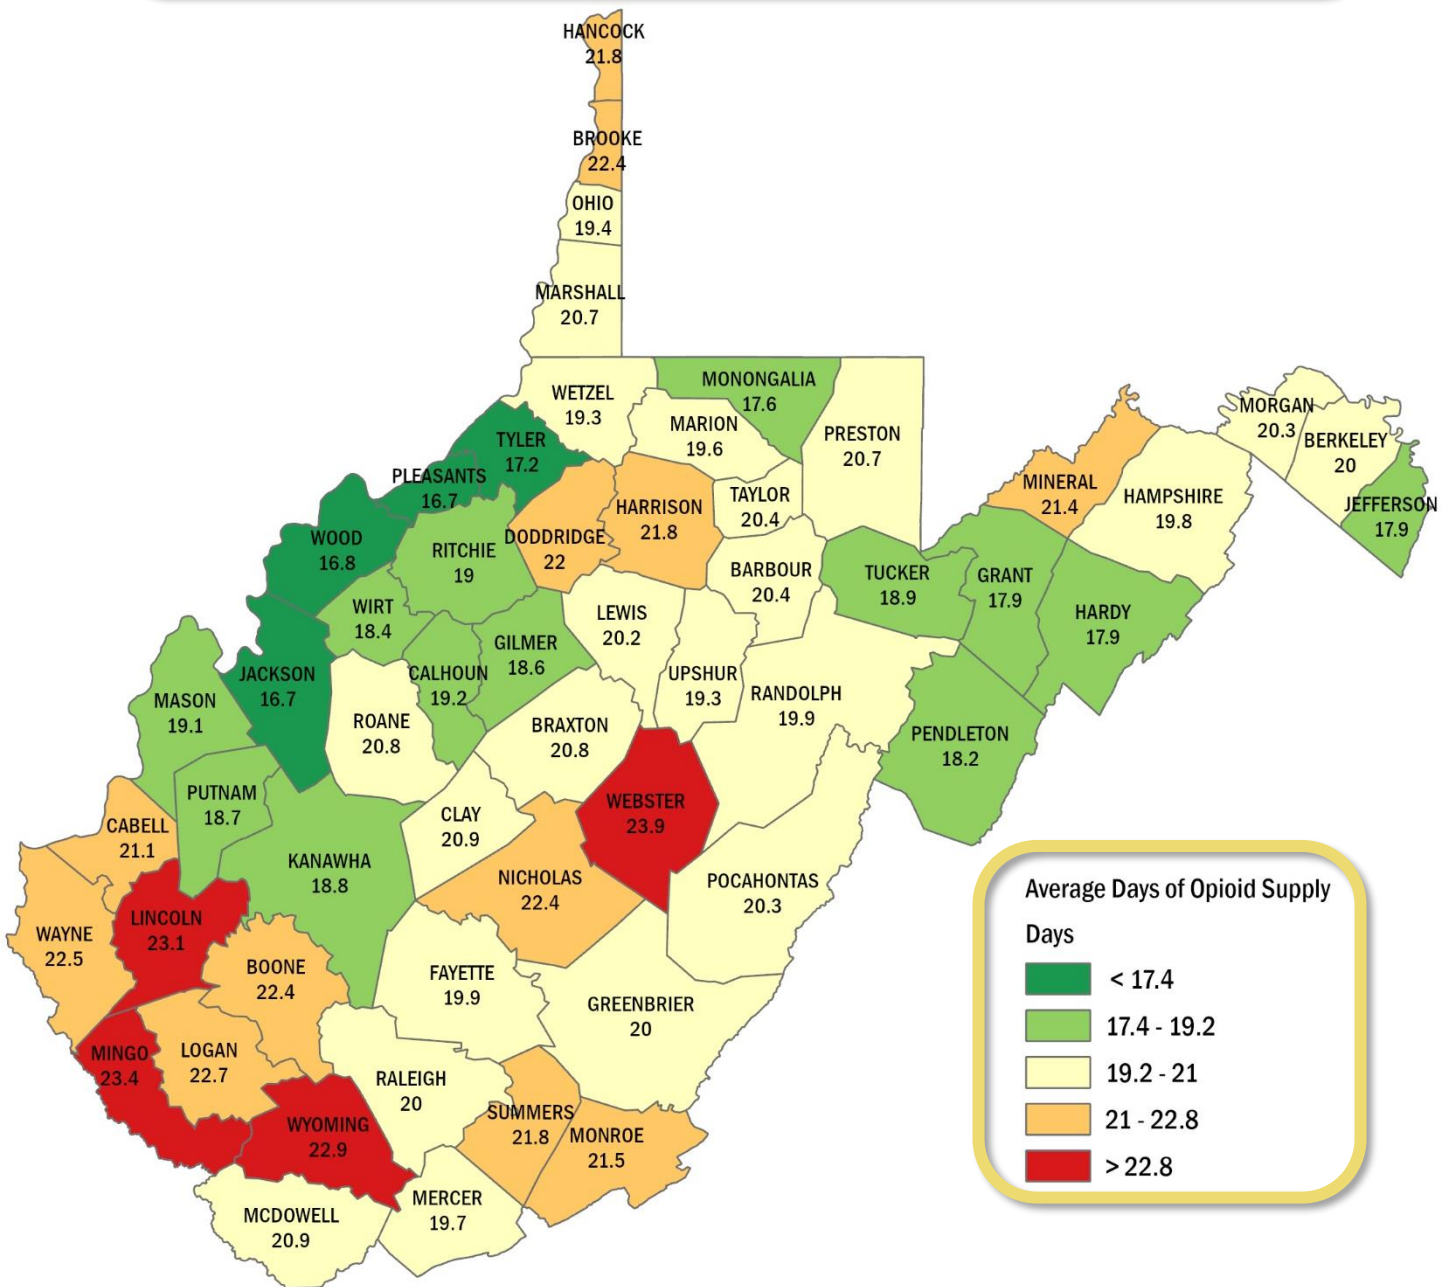 HANCOCK
21.8
BROOKE
22.4
OHIO
19.4
MARSHALL
20.7
WETZEL
19.3
MONONGALIA
17.6
MARION
19.6
PRESTON
20.7
TYLER
17.2
PLEASANTS
16.7
WOOD
16.8
RITCHIE
19
DODDRIDGE
22
HARRISON
21.8
TAYLOR
20.4
BARBOUR
20.4
MINERAL
21.4
HAMPSHIRE
19.8
MORGAN
20.3
BERKELEY
20
JEFFERSON
17.9
TUCKER
18.9
GRANT
17.9
HARDY
17.9
WIRT
18.4
CALHOUN
19.2
GILMER
18.6
LEWIS
20.2
UPSHUR
19.3
RANDOLPH
19.9
PENDLETON
18.2
JACKSON
16.7
MASON
19.1
ROANE
20.8
BRAXTON
20.8
PUTNAM
18.7
CABELL
21.1
KANAWHA
18.8
CLAY
20.9
WEBSTER
23.9
NICHOLAS
22.4
POCAHONTAS
20.3
WAYNE
22.5
LINCOLN
23.1
BOONE
22.4
FAYETTE
19.9
GREENBRIER
20
MINGO
23.4
LOGAN
22.7
RALEIGH
20
WYOMING
22.9
SUMMERS
21.8
MONROE
21.5
MCDOWELL
20.9
MERCER
19.7
Average Days of Opioid Supply
Days
< 17.4
17.4 - 19.2
19.2 - 21
21 - 22.8
> 22.8